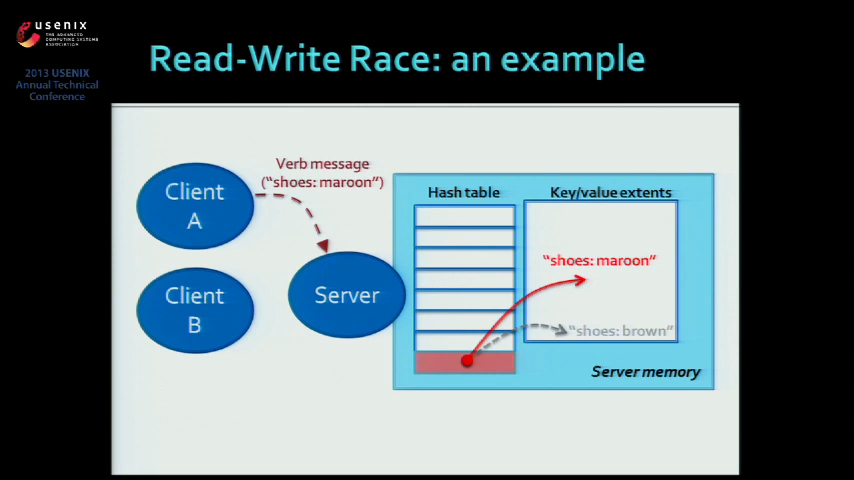 usenix
THE ADVANCED
COMPUTING SYSTEMS
ASSOCIATION
2013 USENIX
Annual Technical
Conference
Read-Write Race: an example
Verb message
("shoes: maroon")
Client
A
Client
B
Server
Hash table
Key/value extents
"shoes: maroon"
"shoes: brown"
Server memory